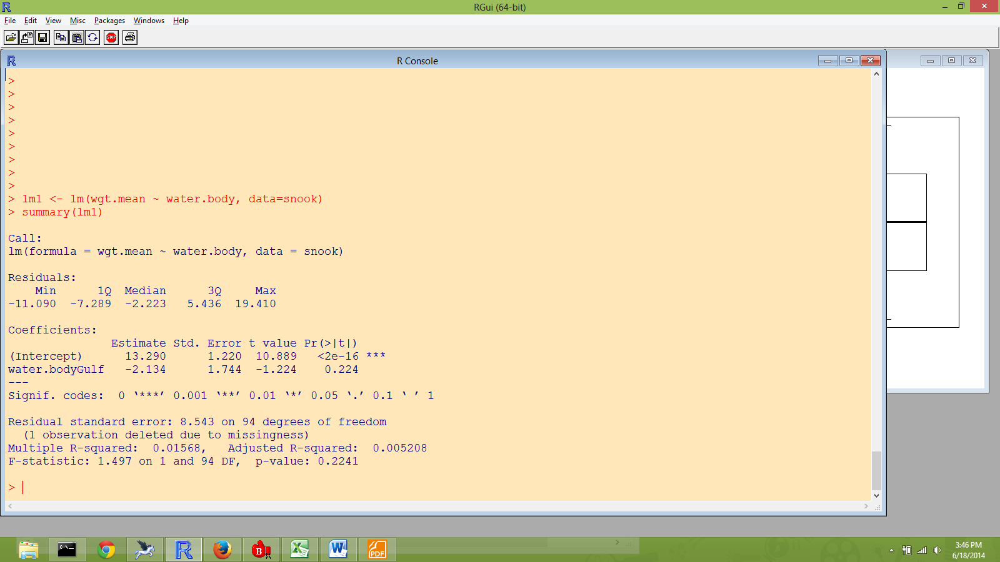 RGui (64-bit)
File Edit View Misc Packages Windows Help
STOP
R Console
>
>
>
>
>
>
>
>
>
> lm1 <- lm(wgt.mean ~ water.body, data=snook)
> summary(lm1)
Call:
lm(formula = wgt.mean ~ water.body, data = snook)
Residuals:
    Min      1Q  Median      3Q     Max
-11.090  -7.289  -2.223   5.436  19.410
Coefficients:
               Estimate Std. Error t value Pr(>|t|)
(Intercept)      13.290      1.220  10.889   <2e-16 ***
water.bodyGulf   -2.134      1.744  -1.224    0.224
---
Signif. codes:  0 ‘***’ 0.001 ‘**’ 0.01 ‘*’ 0.05 ‘.’ 0.1 ‘ ’ 1
Residual standard error: 8.543 on 94 degrees of freedom
  (1 observation deleted due to missingness)
Multiple R-squared:  0.01568,   Adjusted R-squared:  0.005208
F-statistic: 1.497 on 1 and 94 DF,  p-value: 0.2241
>
C:\_
R
B
X
W
PDF
3:46 PM
6/18/2014